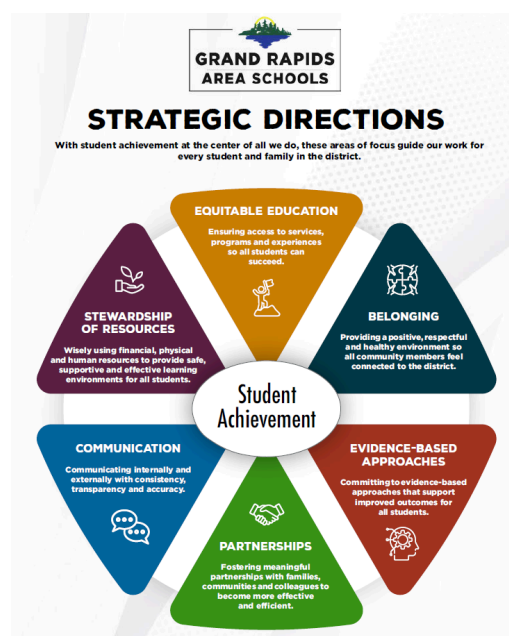 GRAND RAPIDS
AREA SCHOOLS
STRATEGIC DIRECTIONS
With student achievement at the center of all we do, these areas of focus guide our work for
every student and family in the district.
EQUITABLE EDUCATION
Ensuring access to services,
programs and experiences
so all students can
succeed.
BELONGING
Providing a positive, respectful
and healthy environment so
all community members feel
connected to the district.
EVIDENCE-BASED
APPROACHES
Committing to evidence-based
approaches that support
improved outcomes for
all students.
PARTNERSHIPS
Fostering meaningful
partnerships with families,
communities and colleagues to
become more effective
and efficient.
COMMUNICATION
Communicating internally and
externally with consistency,
transparency and accuracy.
STEWARDSHIP
OF RESOURCES
Wisely using financial, physical
and human resources to provide safe,
supportive and effective learning
environments for all students.
Student
Achievement